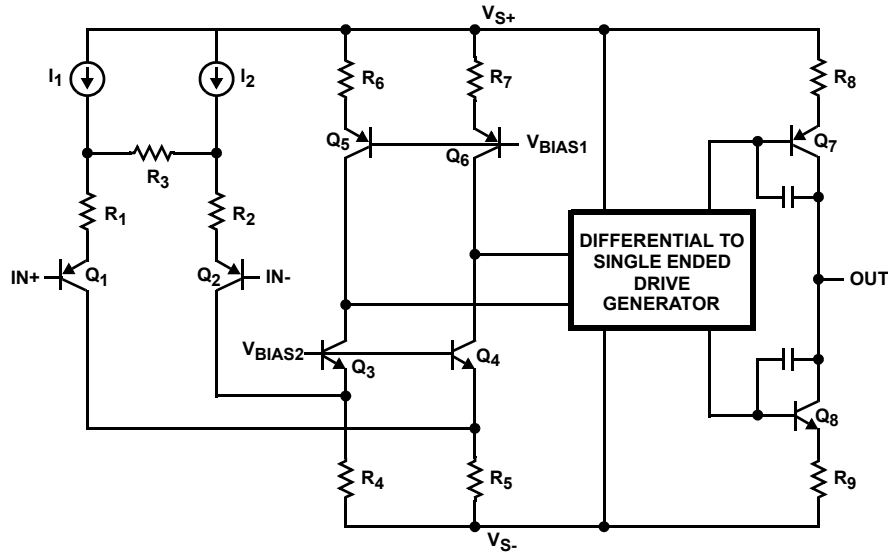 VS+
I1
I2
R6
R7
R8
Q5
Q6
VBIAS1
Q7
R3
R1
R2
IN+
Q1
Q2
IN-
DIFFERENTIAL TO
SINGLE ENDED
DRIVE
GENERATOR
OUT
VBIAS2
Q3
Q4
Q8
R4
R5
R9
VS-